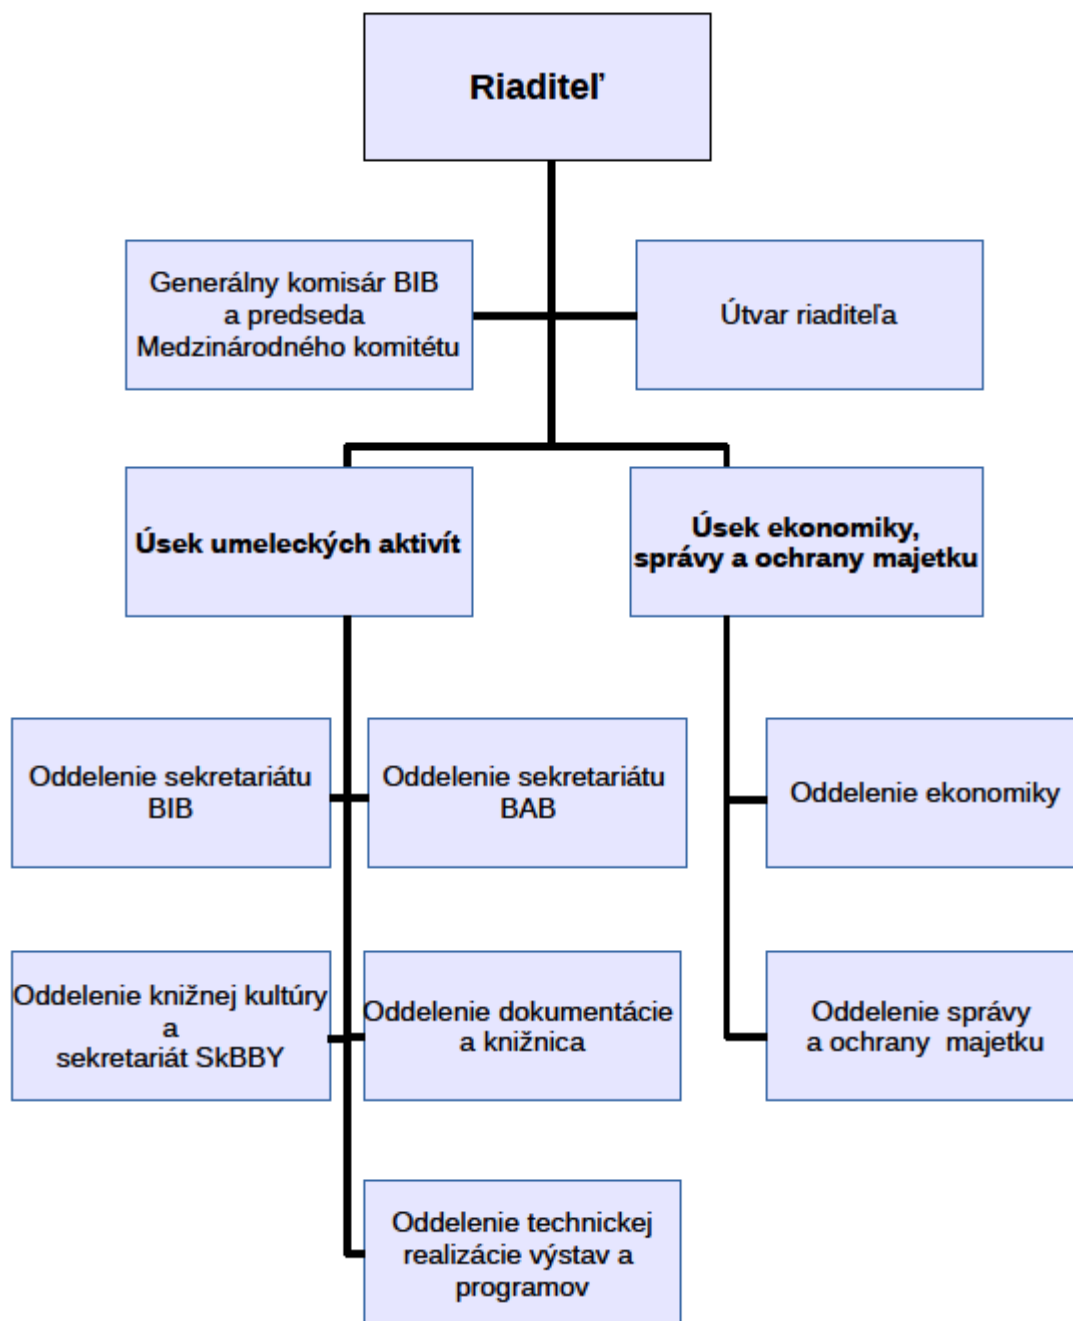 Riaditeľ
Generálny komisár BIB
a predseda
Medzinárodného komitétu
Útvar riaditeľa
Úsek umeleckých aktivít
Úsek ekonomiky,
správy a ochrany majetku
Oddelenie sekretariátu
BIB
Oddelenie sekretariátu
BAB
Oddelenie ekonomiky
Oddelenie knižnej kultúry
a
sekretariát SkBBY
Oddelenie dokumentácie
a knižnica
Oddelenie správy
a ochrany  majetku
Oddelenie technickej
realizácie výstav a
programov